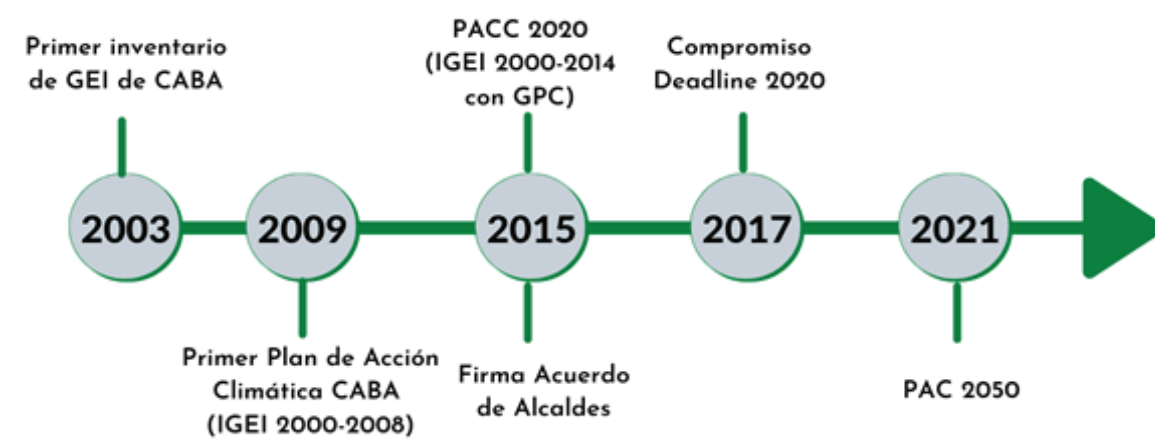 Primer inventario
de GEI de CABA
PACC 2020
(IGEI 2000-2014
con GPC)
Compromiso
Deadline 2020
2003
2009
2015
2017
2021
Primer Plan de Acción
Climática CABA
(IGEI 2000-2008)
Firma Acuerdo
de Alcaldes
PAC 2050